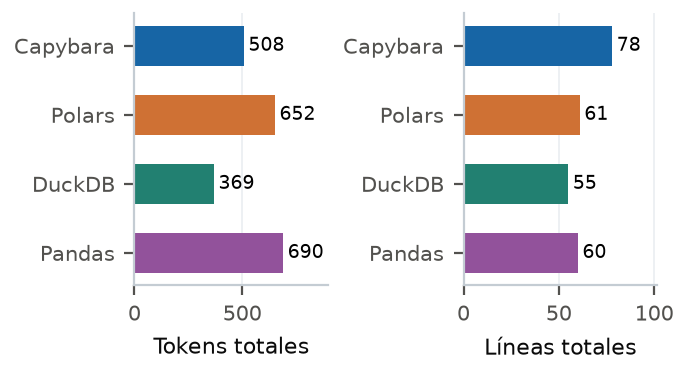 Capybara
508
Polars
652
DuckDB
369
Pandas
690
0
500
Tokens totales
Capybara
78
Polars
61
DuckDB
55
Pandas
60
0
50
100
Líneas totales